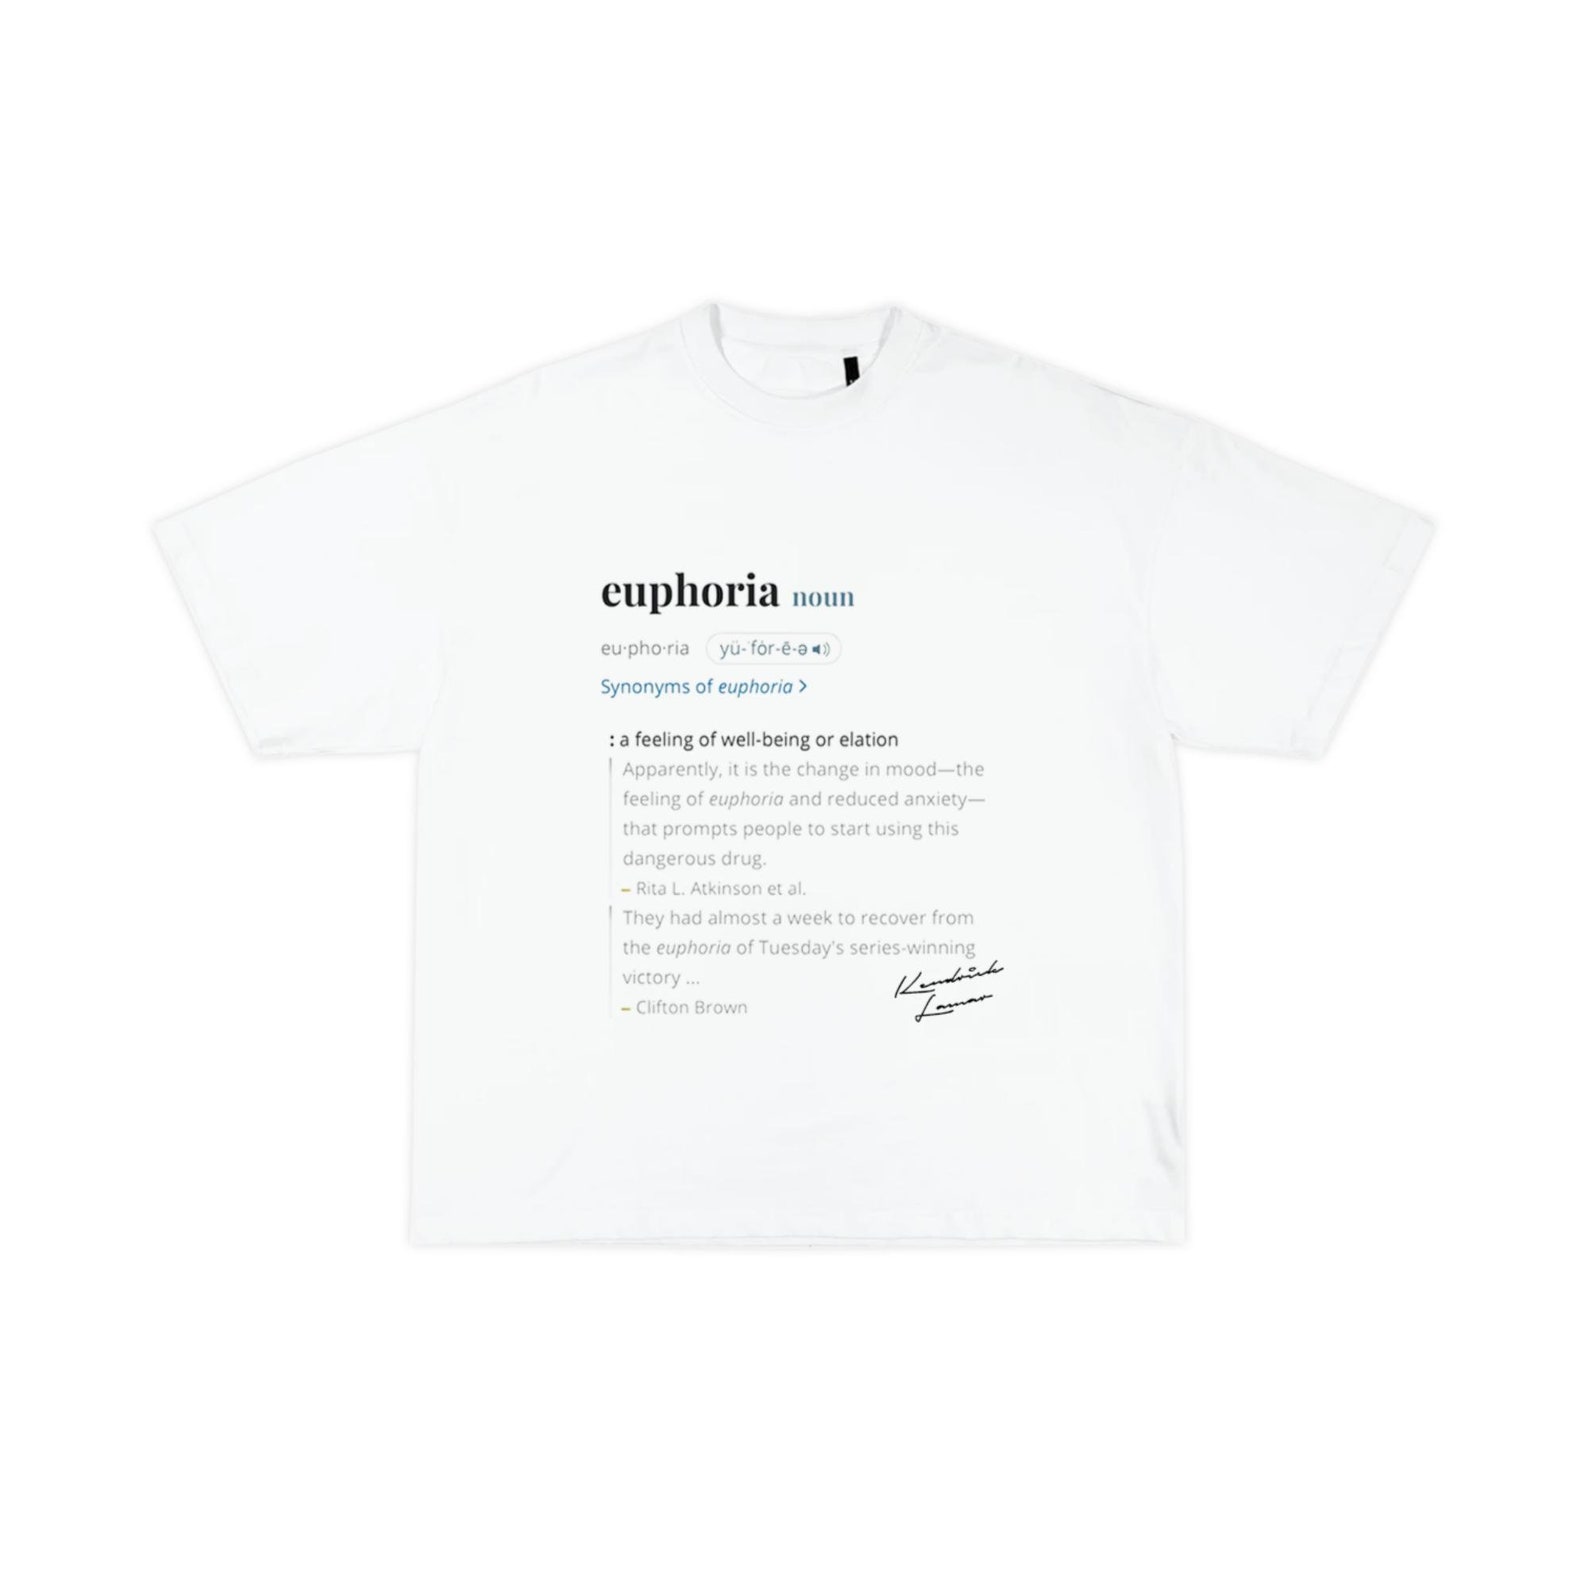 euphoria noun
eu·pho·ria yü-ˈfȯr-ē-ə
Synonyms of euphoria >
: a feeling of well-being or elation
Apparently, it is the change in mood—the
feeling of euphoria and reduced anxiety—
that prompts people to start using this
dangerous drug.
– Rita L. Atkinson et al.
They had almost a week to recover from
the euphoria of Tuesday's series-winning
victory ...
– Clifton Brown
Kendrick
Lamar